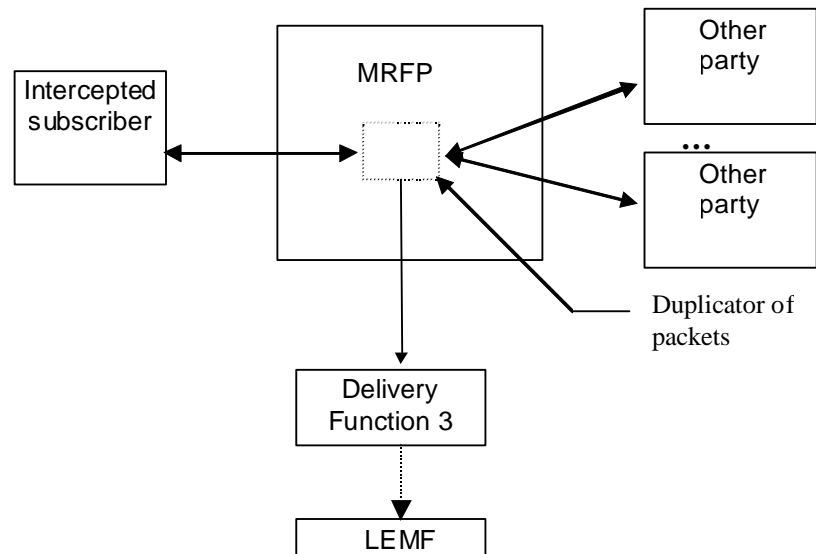 Other
party
MRFP
Intercepted
subscriber
...
Other
party
Duplicator of
packets
Delivery
Function 3
LEMF